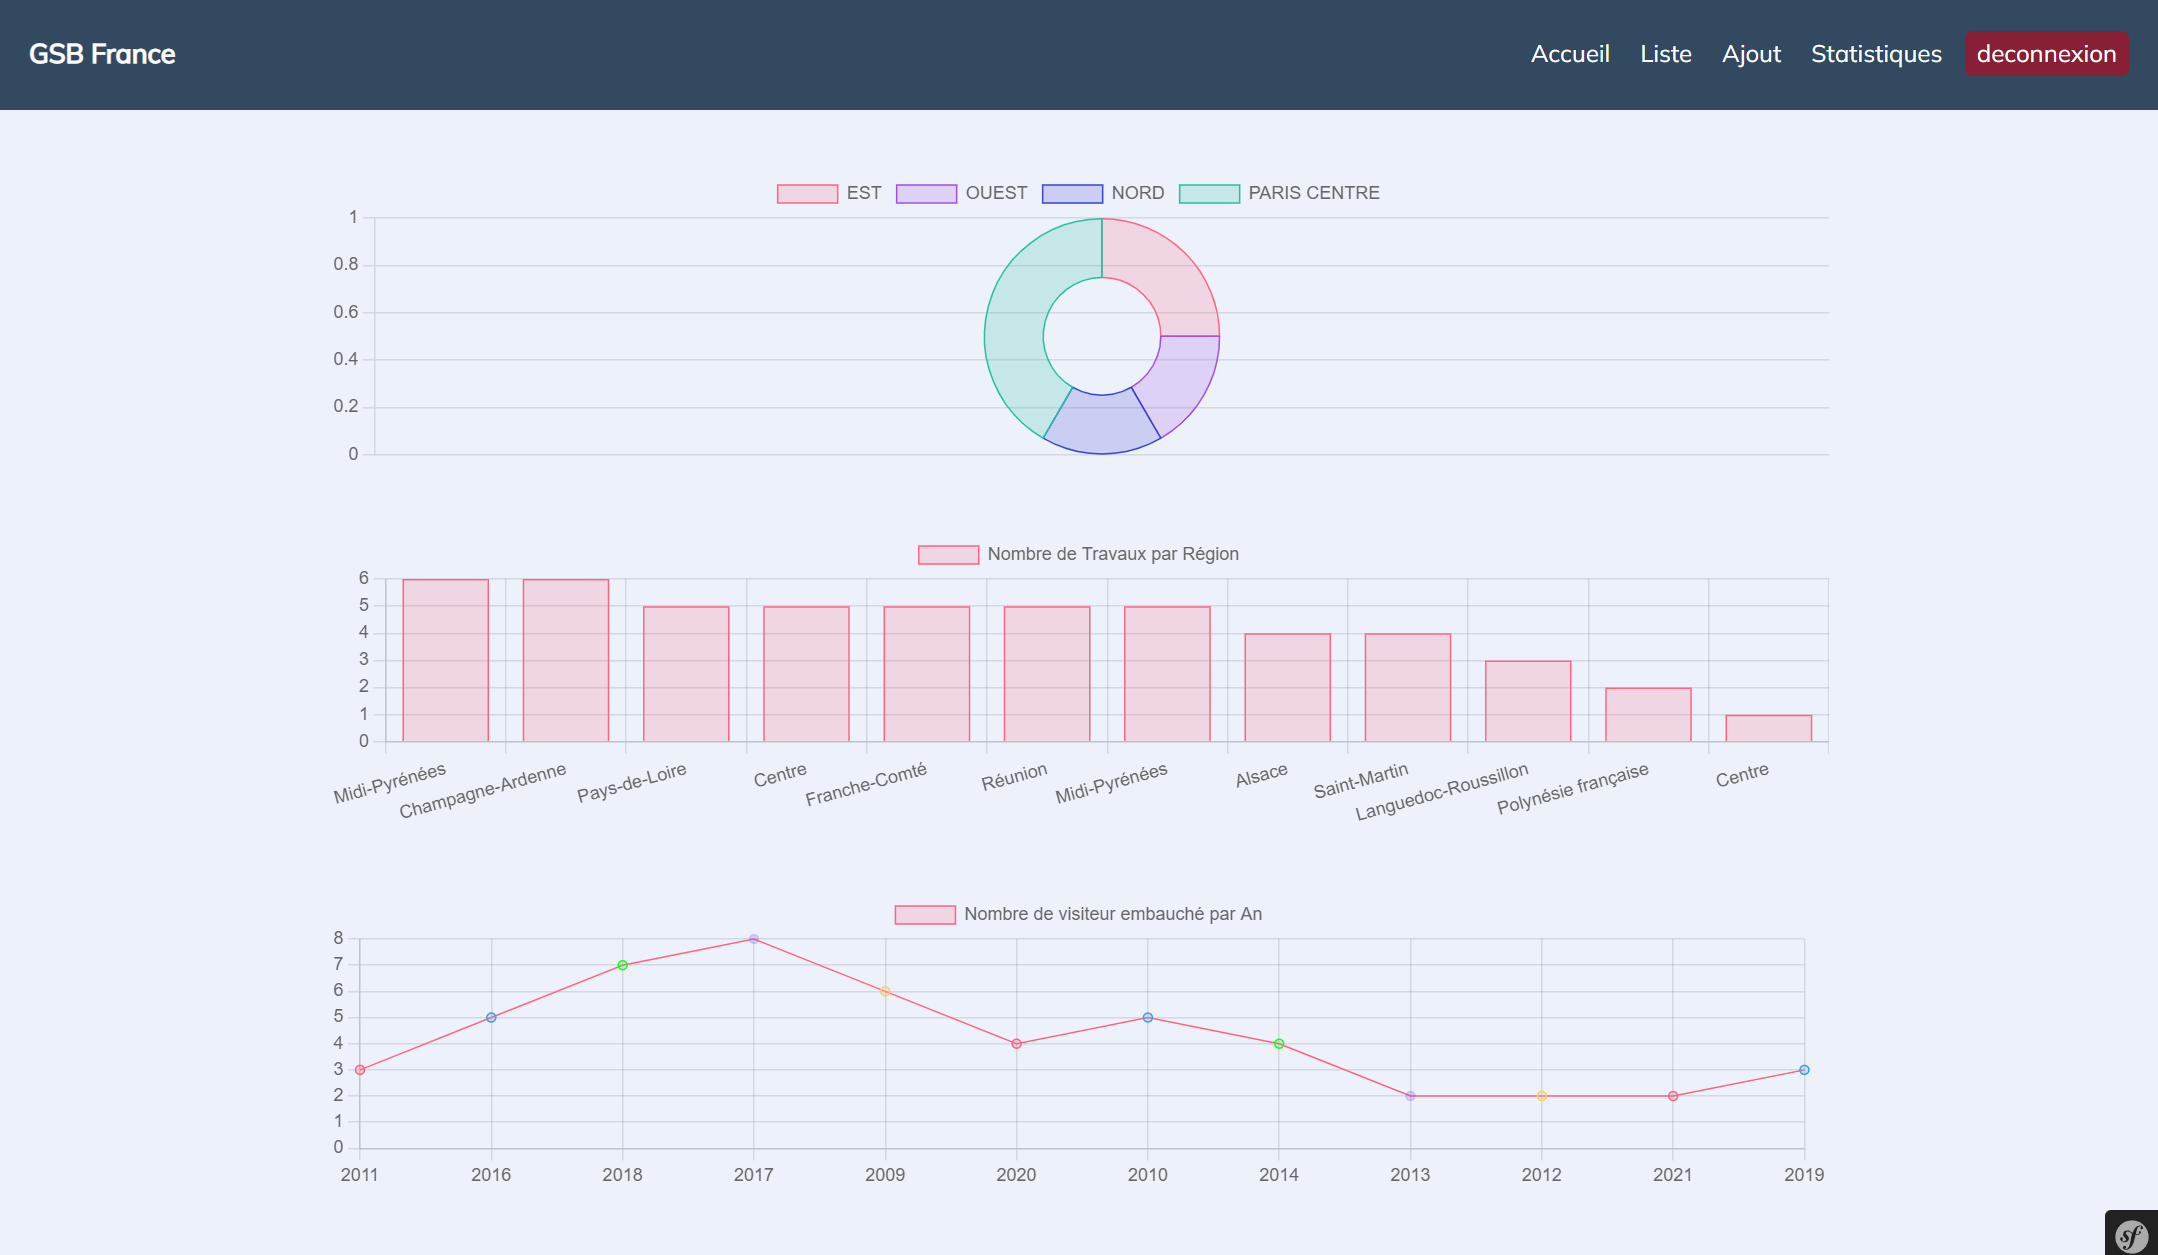 GSB France
Accueil Liste Ajout Statistiques deconnexion
EST OUEST NORD PARIS CENTRE
1
0.8
0.6
0.4
0.2
0
Nombre de Travaux par Région
6
5
4
3
2
1
0
Midi-Pyrénées Champagne-Ardenne Pays-de-Loire Centre Franche-Comté Réunion Midi-Pyrénées Alsace Saint-Martin Languedoc-Roussillon Polynésie française Centre
Nombre de visiteur embauché par An
8
7
6
5
4
3
2
1
0
2011 2016 2018 2017 2009 2020 2010 2014 2013 2012 2021 2019
sf